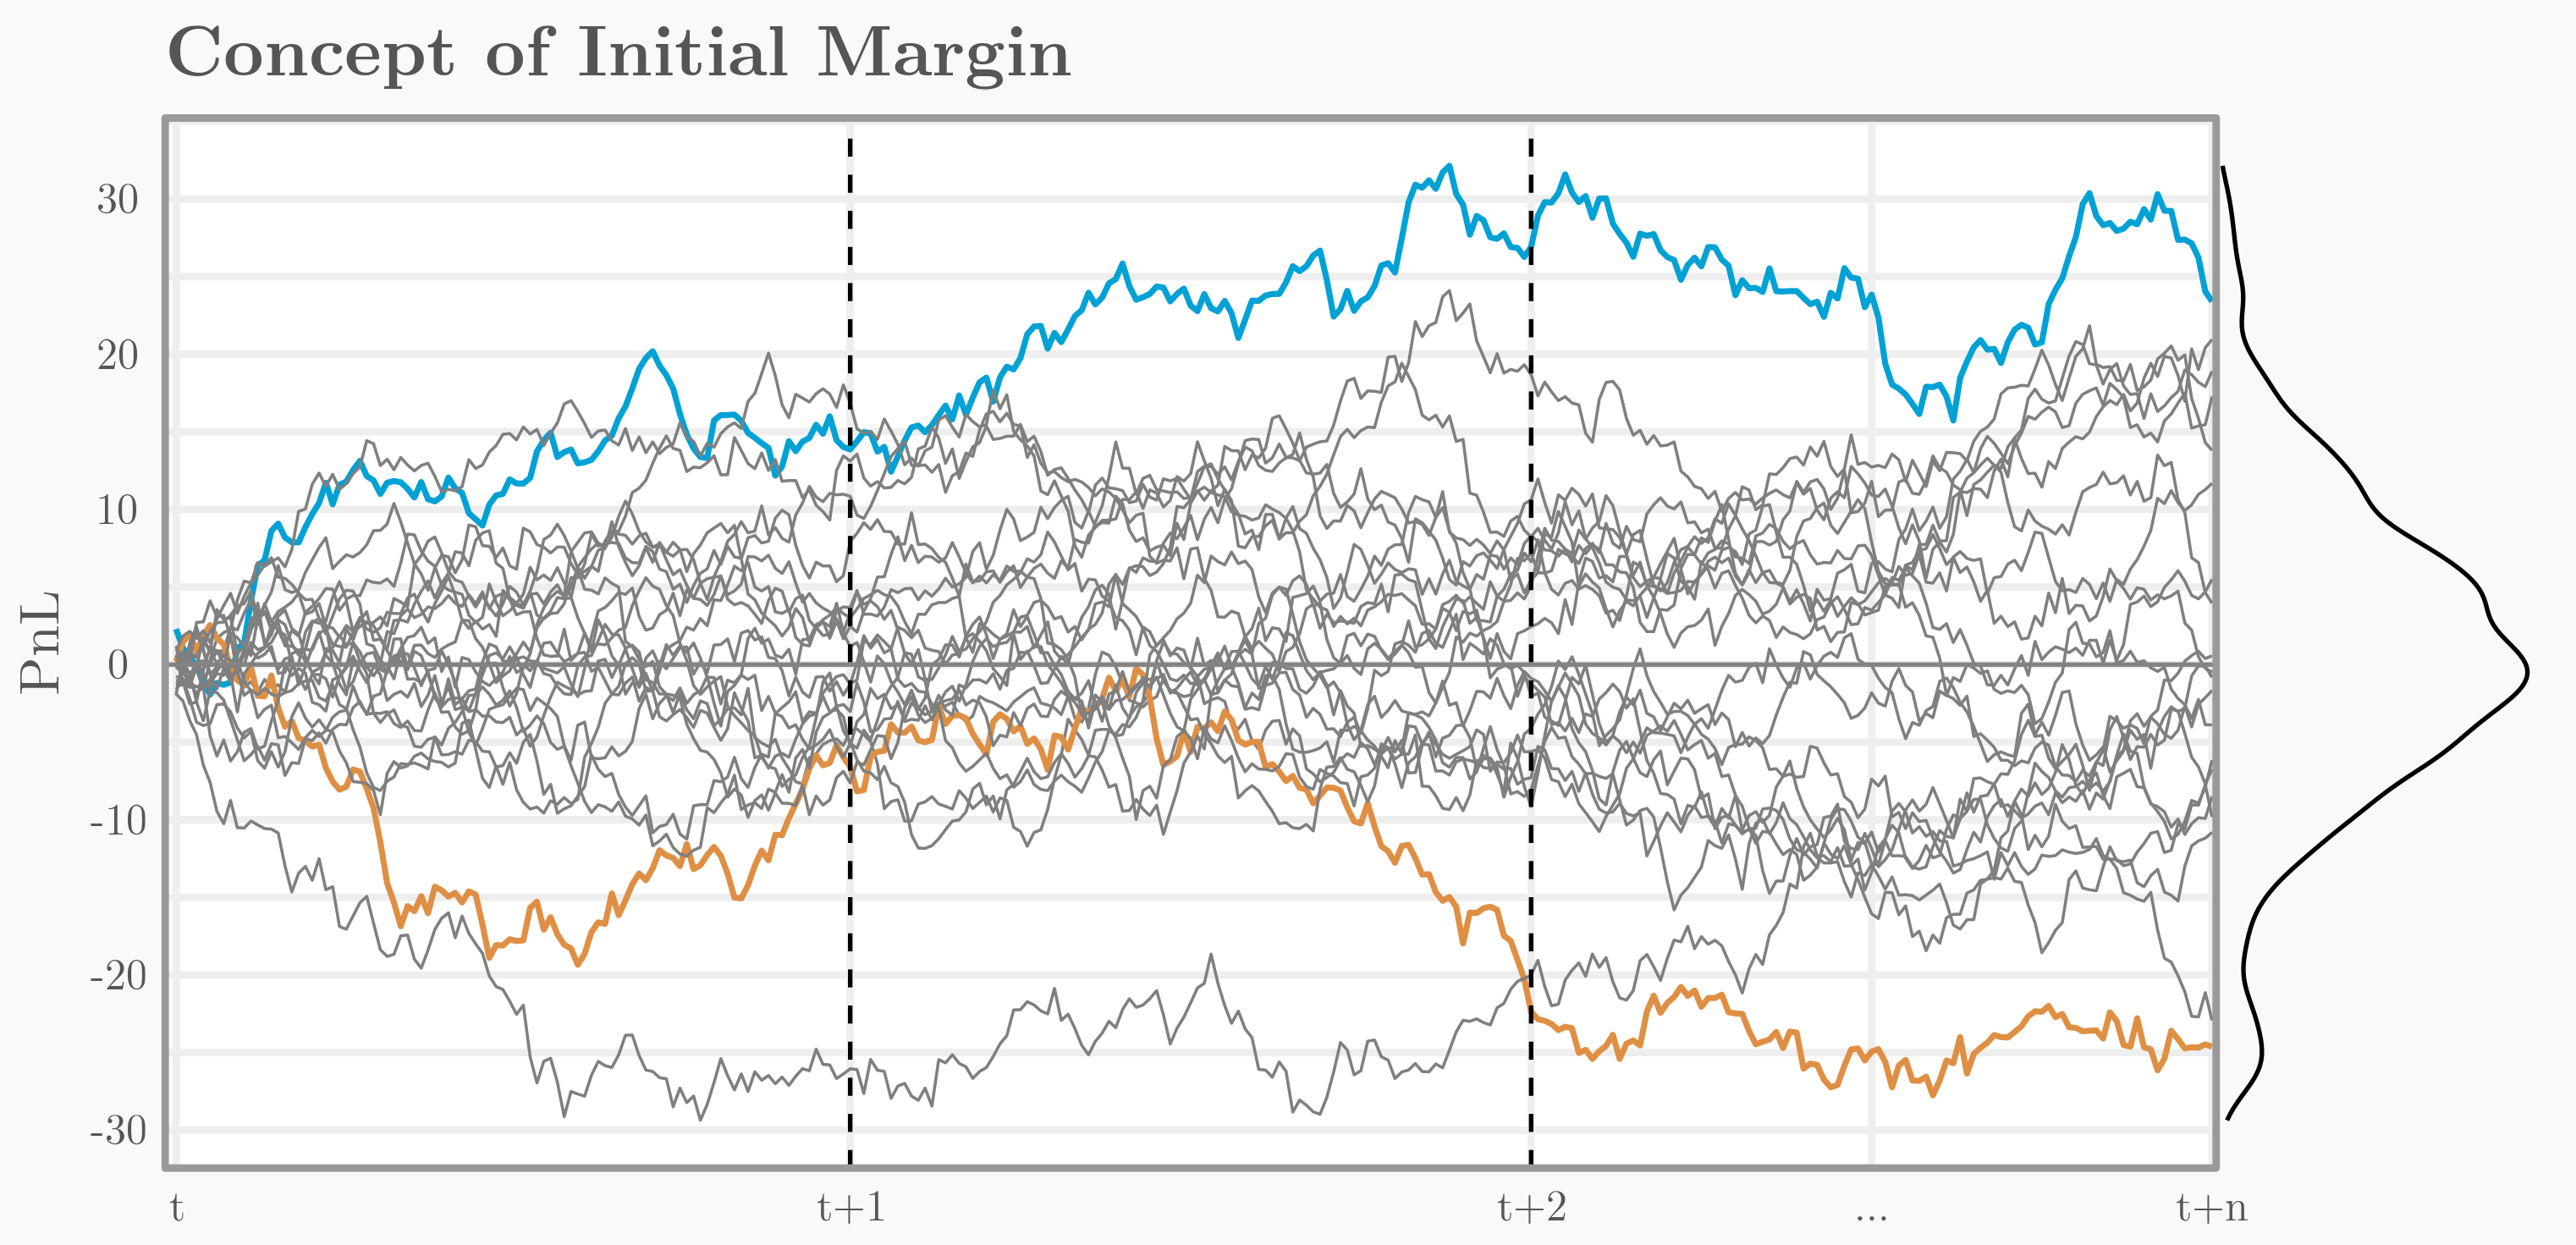 Concept of Initial Margin
PnL
30
20
10
0
-10
-20
-30
t
t+1
t+2
...
t+n